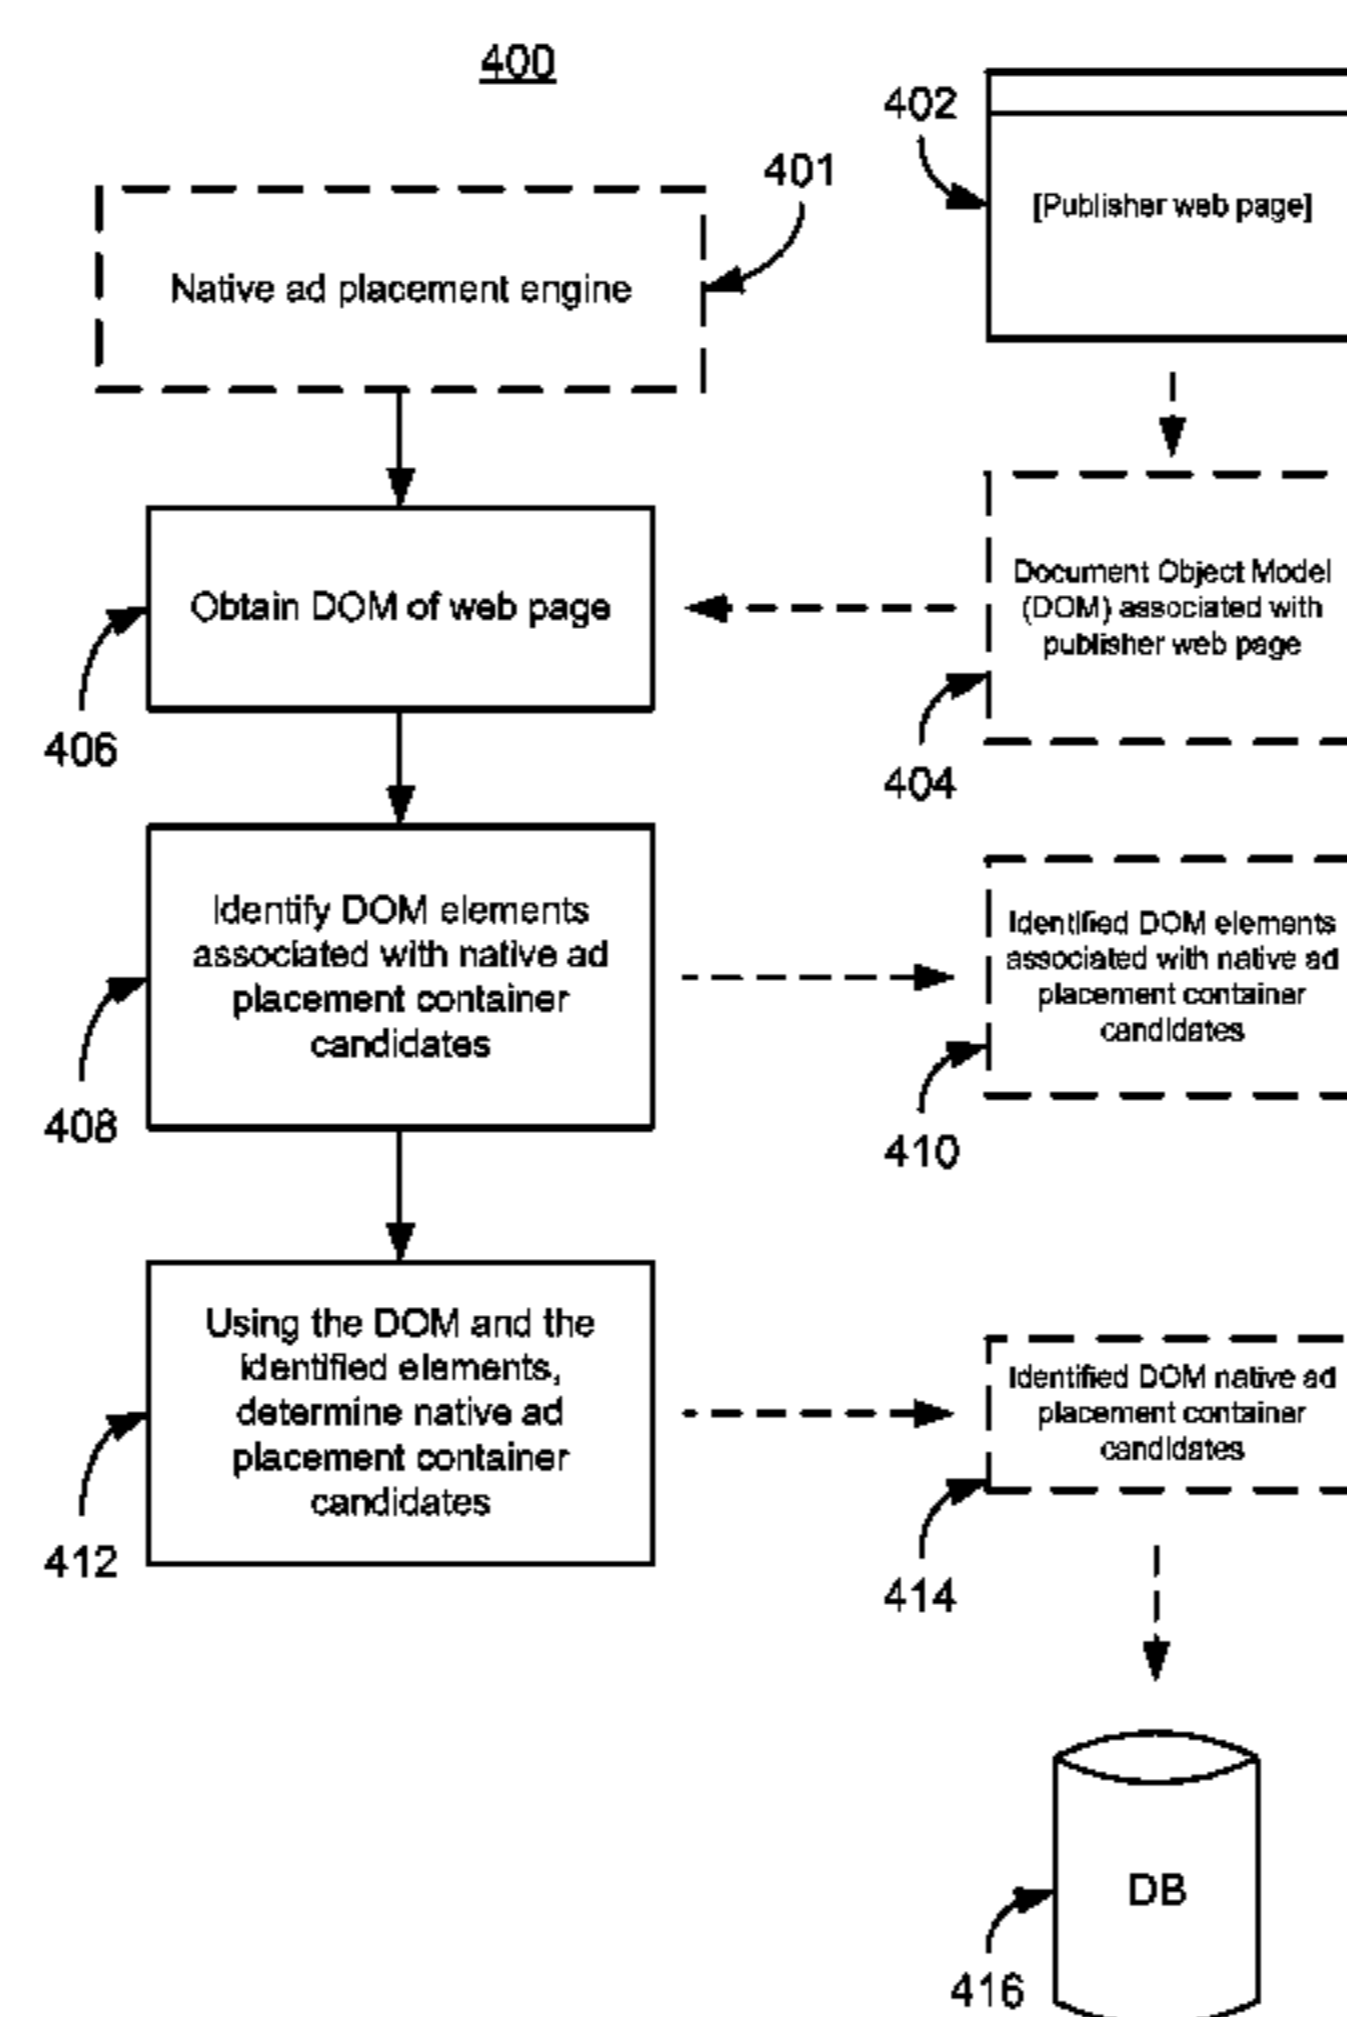 400
402
401
[Publisher web page]
Native ad placement engine
Obtain DOM of web page
406
Document Object Model
(DOM) associated with
publisher web page
404
Identify DOM elements
associated with native ad
placement container
candidates
408
Identified DOM elements
associated with native ad
placement container
candidates
410
Using the DOM and the
identified elements,
determine native ad
placement container
candidates
412
Identified DOM native ad
placement container
candidates
414
DB
416